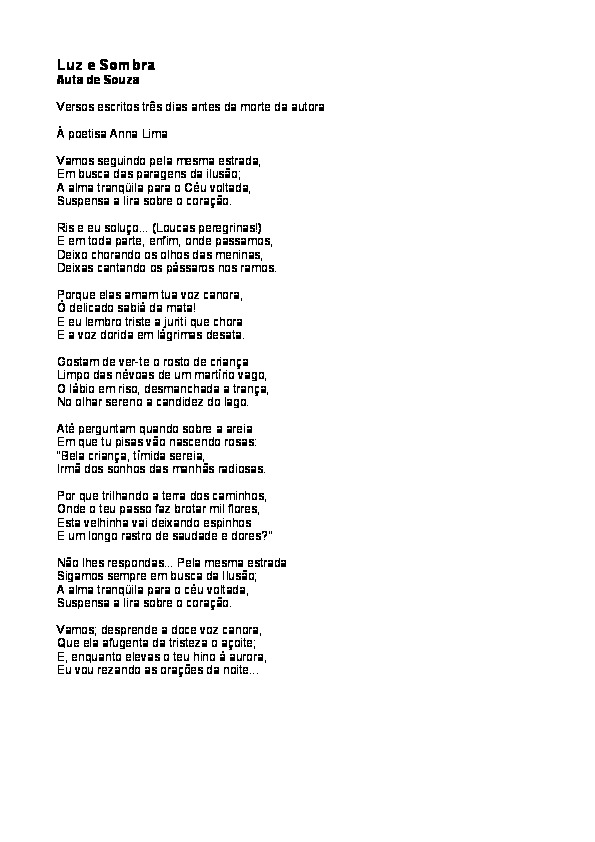 Luz e Sombra
Auta de Souza
Versos escritos três dias antes da morte da autora
À poetisa Anna Lima
Vamos seguindo pela mesma estrada,
Em busca das paragens da ilusão;
A alma tranqüila para o Céu voltada,
Suspensa a lira sobre o coração.
Ris e eu soluço... (Loucas peregrinas!)
E em toda parte, enfim, onde passamos,
Deixo chorando os olhos das meninas,
Deixas cantando os pássaros nos ramos.
Porque elas amam tua voz canora,
Ó delicado sabiá da mata!
E eu lembro triste a juriti que chora
E a voz dorida em lágrimas desata.
Gostam de ver-te o rosto de criança
Limpo das névoas de um martírio vago,
O lábio em riso, desmanchada a trança,
No olhar sereno a candidez do lago.
Até perguntam quando sobre a areia
Em que tu pisas vão nascendo rosas:
"Bela criança, tímida sereia,
Irmã dos sonhos das manhãs radiosas.
Por que trilhando a terra dos caminhos,
Onde o teu passo faz brotar mil flores,
Esta velhinha vai deixando espinhos
E um longo rastro de saudade e dores?"
Não lhes respondas... Pela mesma estrada
Sigamos sempre em busca da Ilusão;
A alma tranqüila para o céu voltada,
Suspensa a lira sobre o coração.
Vamos; desprende a doce voz canora,
Que ela afugenta da tristeza o açoite;
E, enquanto elevas o teu hino à aurora,
Eu vou rezando as orações da noite...